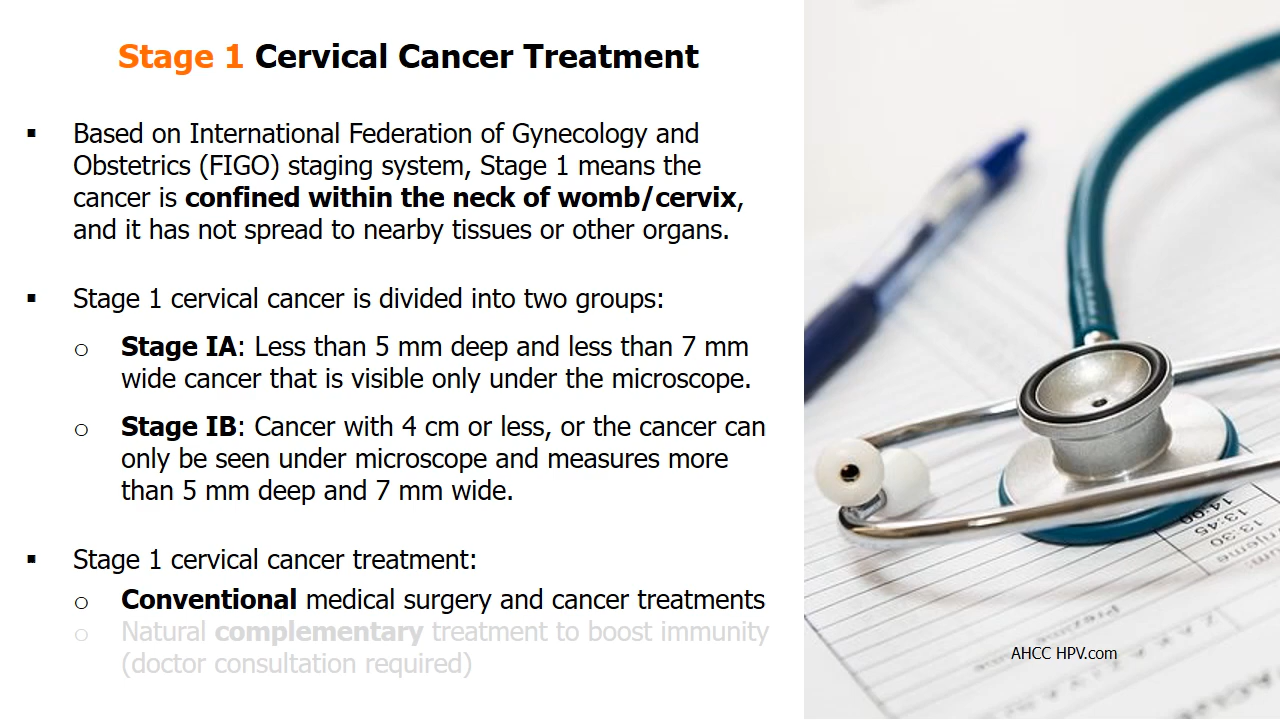 Stage 1 Cervical Cancer Treatment
▪ Based on International Federation of Gynecology and
Obstetrics (FIGO) staging system, Stage 1 means the
cancer is confined within the neck of womb/cervix,
and it has not spread to nearby tissues or other organs.
▪ Stage 1 cervical cancer is divided into two groups:
o Stage IA: Less than 5 mm deep and less than 7 mm
wide cancer that is visible only under the microscope.
o Stage IB: Cancer with 4 cm or less, or the cancer can
only be seen under microscope and measures more
than 5 mm deep and 7 mm wide.
▪ Stage 1 cervical cancer treatment:
o Conventional medical surgery and cancer treatments
o Natural complementary treatment to boost immunity
(doctor consultation required)
14:00
13:45
13:30
AHCC HPV.com